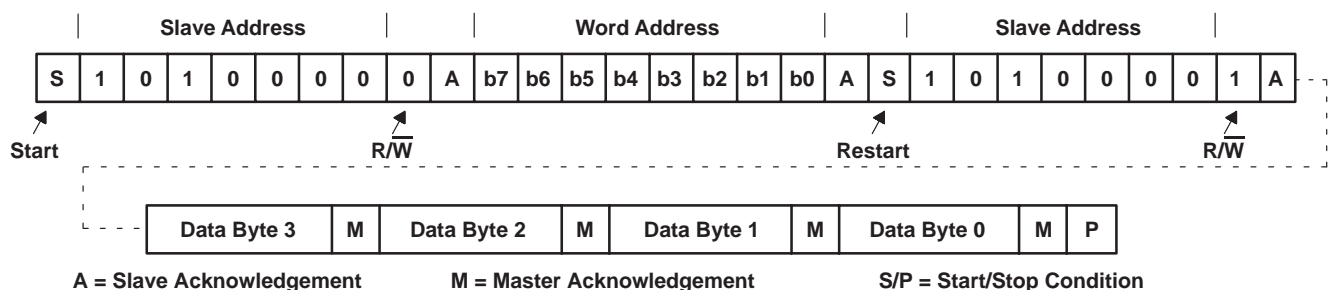 Slave Address Word Address Slave Address
S 1 0 1 0 0 0 0 0 A b7 b6 b5 b4 b3 b2 b1 b0 A S 1 0 1 0 0 0 0 1 A
Start R/W̅ Restart R/W̅
Data Byte 3 M Data Byte 2 M Data Byte 1 M Data Byte 0 M P
A = Slave Acknowledgement M = Master Acknowledgement S/P = Start/Stop Condition